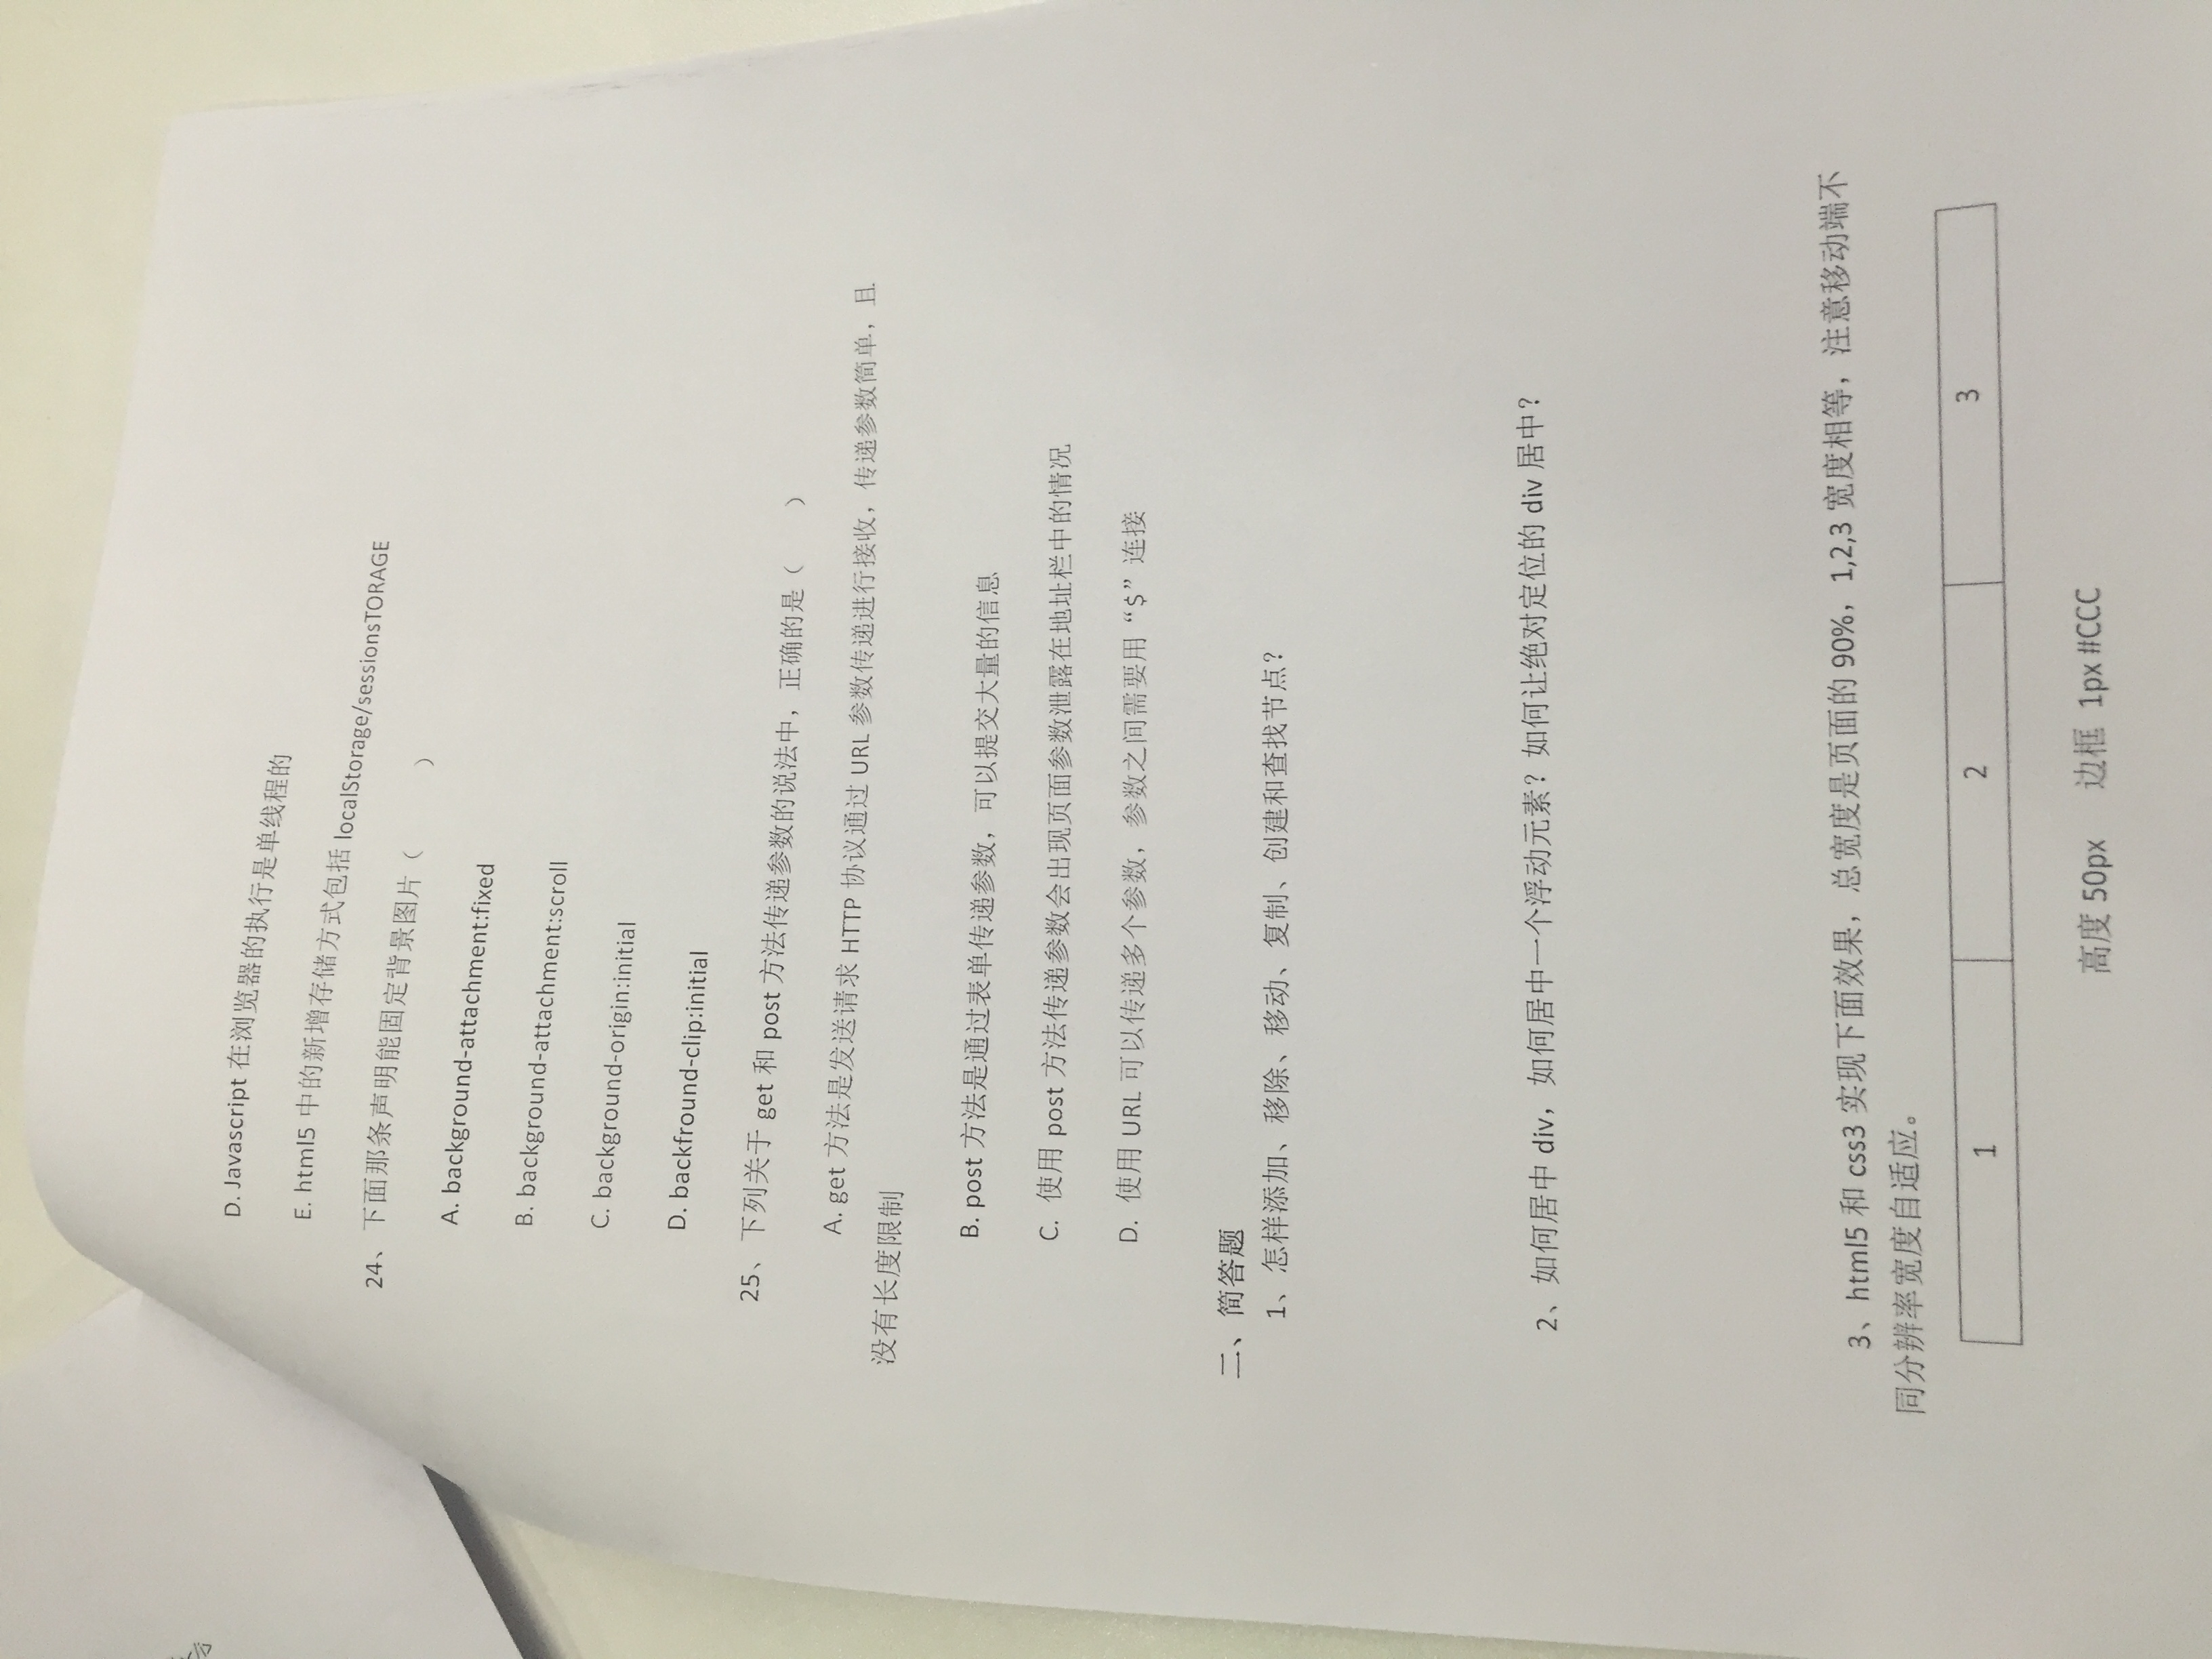 D. Javascript 在浏览器的执行是单线程的
E. html5 中的新增存储方式包括 localStorage/sessionsTORAGE
24、下面那条声明能固定背景图片（ ）
A. background-attachment:fixed
B. background-attachment:scroll
C. background-origin:initial
D. backfround-clip:initial
25、下列关于 get 和 post 方法传递参数的说法中，正确的是（ ）
A. get 方法是发送请求 HTTP 协议通过 URL 参数传递进行接收，传递参数简单，且
没有长度限制
B. post 方法是通过表单传递参数，可以提交大量的信息
C. 使用 post 方法传递参数会出现页面参数泄露在地址栏中的情况
D. 使用 URL 可以传递多个参数，参数之间需要用“$”连接
二、简答题
1、怎样添加、移除、移动、复制、创建和查找节点？
2、如何居中 div，如何居中一个浮动元素？如何让绝对定位的 div 居中？
3、html5 和 css3 实现下面效果，总宽度是页面的 90%，1,2,3 宽度相等，注意移动端不
同分辨率宽度自适应。
1 2 3
高度 50px 边框 1px #CCC